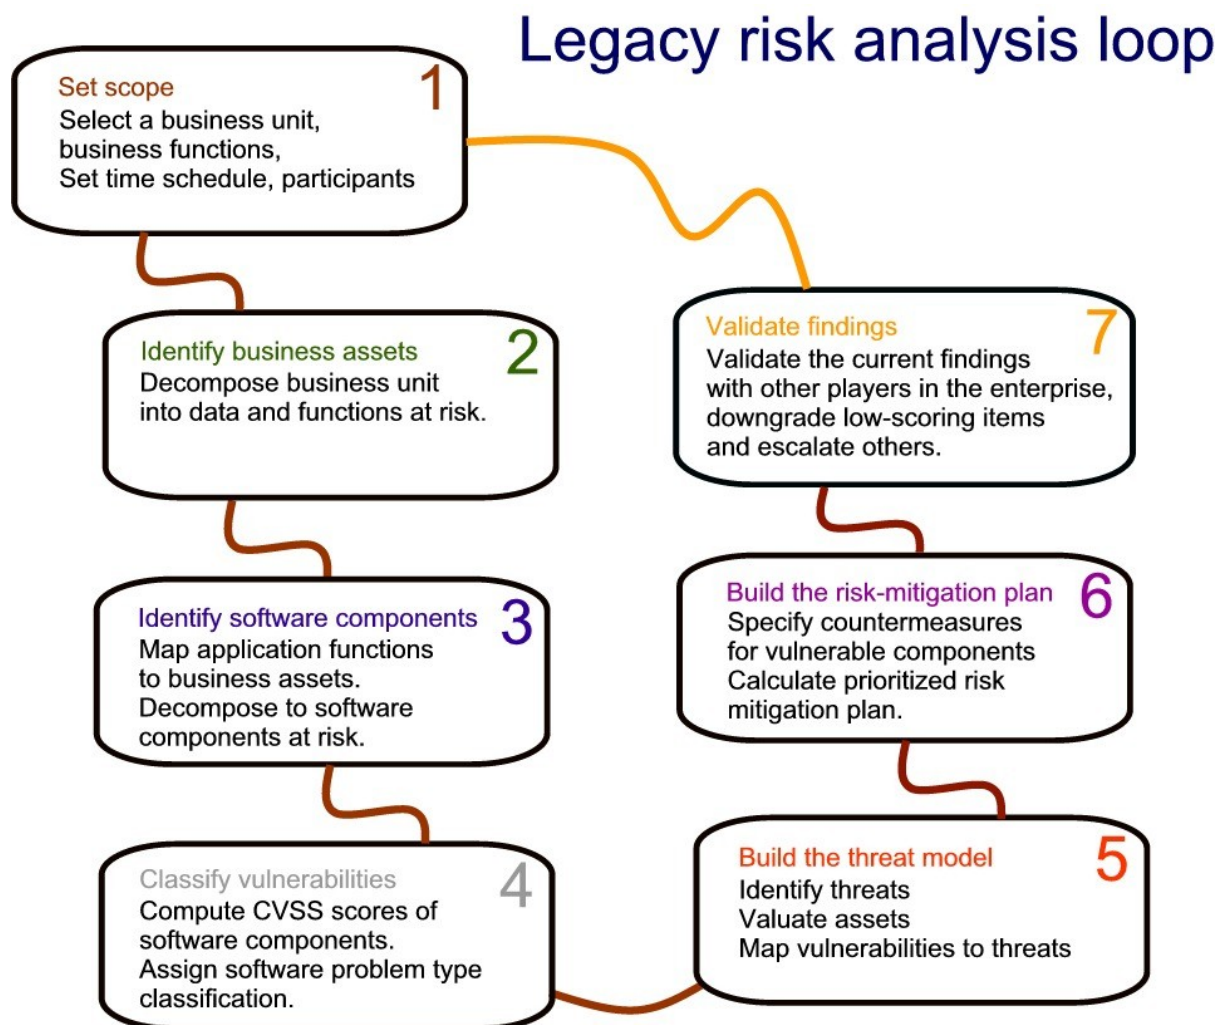 Legacy risk analysis loop
1
Set scope
Select a business unit,
business functions,
Set time schedule, participants
2
Identify business assets
Decompose business unit
into data and functions at risk.
3
Identify software components
Map application functions
to business assets.
Decompose to software
components at risk.
4
Classify vulnerabilities
Compute CVSS scores of
software components.
Assign software problem type
classification.
5
Build the threat model
Identify threats
Valuate assets
Map vulnerabilities to threats
6
Build the risk-mitigation plan
Specify countermeasures
for vulnerable components
Calculate prioritized risk
mitigation plan.
7
Validate findings
Validate the current findings
with other players in the enterprise,
downgrade low-scoring items
and escalate others.